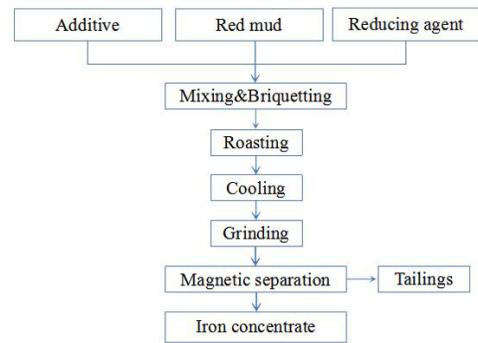 Additive
Red mud
Reducing agent
Mixing&Briquetting
Roasting
Cooling
Grinding
Magnetic separation
Tailings
Iron concentrate